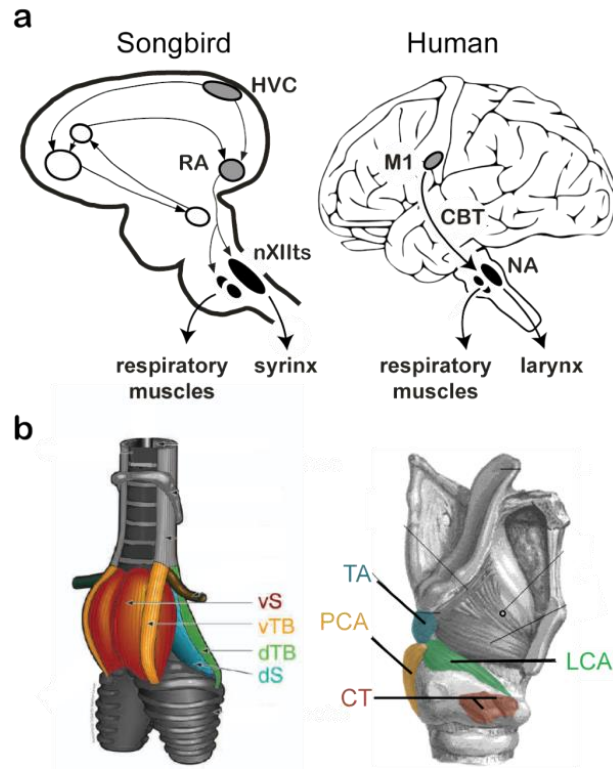 a
Songbird
Human
HVC
RA
nXIIts
respiratory
muscles
syrinx
M1
CBT
NA
respiratory
muscles
larynx
b
vS
vTB
dTB
dS
TA
PCA
LCA
CT